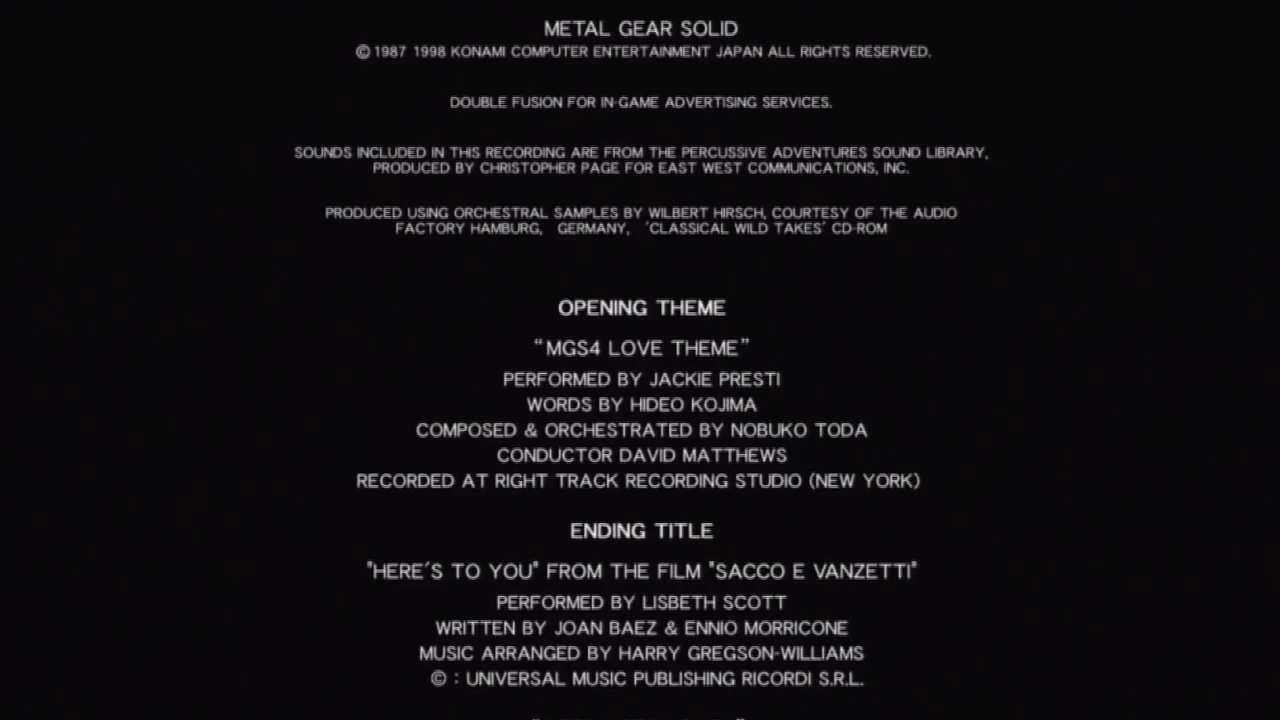 METAL GEAR SOLID
© 1987 1998 KONAMI COMPUTER ENTERTAINMENT JAPAN ALL RIGHTS RESERVED.
DOUBLE FUSION FOR IN-GAME ADVERTISING SERVICES.
SOUNDS INCLUDED IN THIS RECORDING ARE FROM THE PERCUSSIVE ADVENTURES SOUND LIBRARY,
PRODUCED BY CHRISTOPHER PAGE FOR EAST WEST COMMUNICATIONS, INC.
PRODUCED USING ORCHESTRAL SAMPLES BY WILBERT HIRSCH, COURTESY OF THE AUDIO
FACTORY HAMBURG, GERMANY, ´CLASSICAL WILD TAKES´ CD-ROM
OPENING THEME
“MGS4 LOVE THEME”
PERFORMED BY JACKIE PRESTI
WORDS BY HIDEO KOJIMA
COMPOSED & ORCHESTRATED BY NOBUKO TODA
CONDUCTOR DAVID MATTHEWS
RECORDED AT RIGHT TRACK RECORDING STUDIO (NEW YORK)
ENDING TITLE
"HERE´S TO YOU" FROM THE FILM "SACCO E VANZETTI"
PERFORMED BY LISBETH SCOTT
WRITTEN BY JOAN BAEZ & ENNIO MORRICONE
MUSIC ARRANGED BY HARRY GREGSON-WILLIAMS
© : UNIVERSAL MUSIC PUBLISHING RICORDI S.R.L.